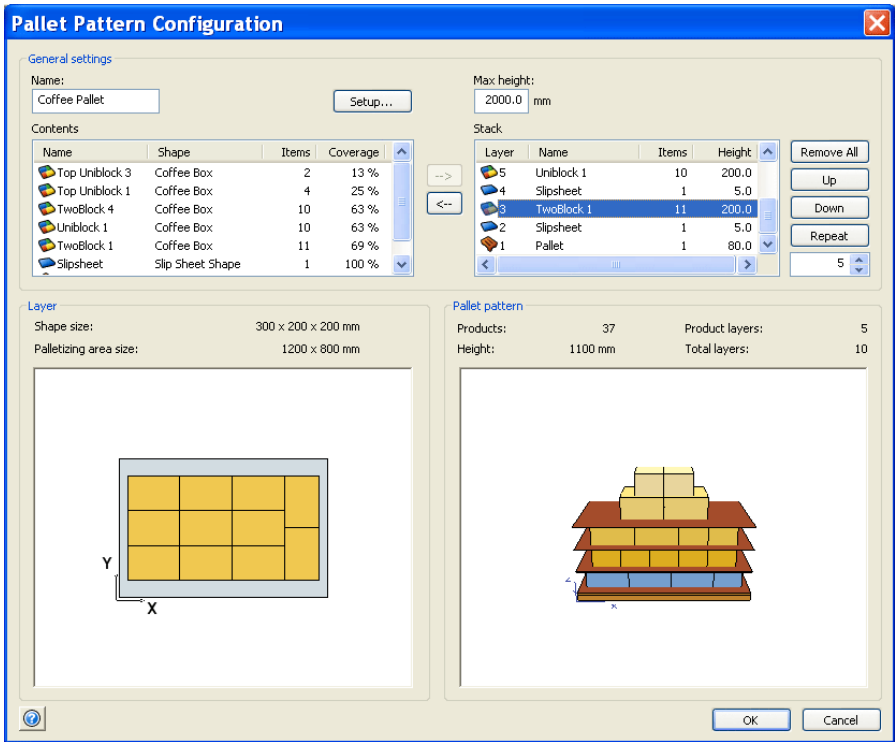 Pallet Pattern Configuration
General settings
Name:
Coffee Pallet
Setup...
Max height:
2000.0 mm
Contents
Name Shape Items Coverage
Top Uniblock 3 Coffee Box 2 13 %
Top Uniblock 1 Coffee Box 4 25 %
TwoBlock 4 Coffee Box 10 63 %
Uniblock 1 Coffee Box 10 63 %
TwoBlock 1 Coffee Box 11 69 %
Slipsheet Slip Sheet Shape 1 100 %
-->
<--
Stack
Layer Name Items Height
5 Uniblock 1 10 200.0
4 Slipsheet 1 5.0
3 TwoBlock 1 11 200.0
2 Slipsheet 1 5.0
1 Pallet 1 80.0
Remove All
Up
Down
Repeat
5
Layer
Shape size: 300 x 200 x 200 mm
Palletizing area size: 1200 x 800 mm
Y
X
Pallet pattern
Products: 37 Product layers: 5
Height: 1100 mm Total layers: 10
Z
X
?
OK
Cancel